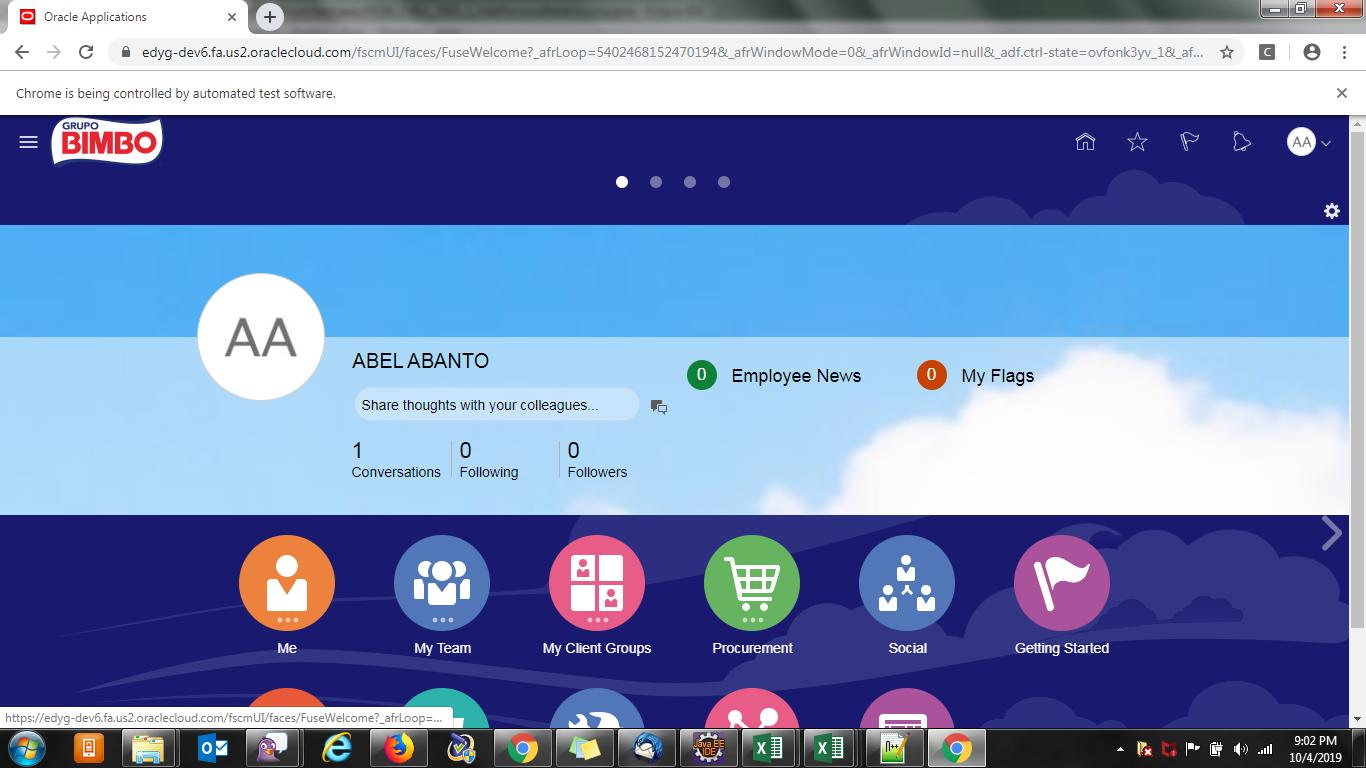 Oracle Applications
edyg-dev6.fa.us2.oraclecloud.com/fscmUI/faces/FuseWelcome?_afrLoop=5402468152470194&_afrWindowMode=0&_afrWindowId=null&_adf.ctrl-state=ovfonk3yv_1&_af...
C
Chrome is being controlled by automated test software.
GRUPO
BIMBO
AA
AA
ABEL ABANTO
0 Employee News
0 My Flags
Share thoughts with your colleagues...
1 0 0
Conversations Following Followers
Me My Team My Client Groups Procurement Social Getting Started
https://edyg-dev6.fa.us2.oraclecloud.com/fscmUI/faces/FuseWelcome?_afrLoop=...
Java EE
IDE
9:02 PM
10/4/2019